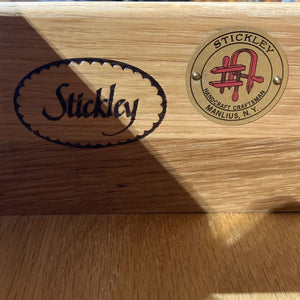 Stickley
STICKLEY
HANDCRAFT CRAFTSMAN
MANLIUS, N.Y.